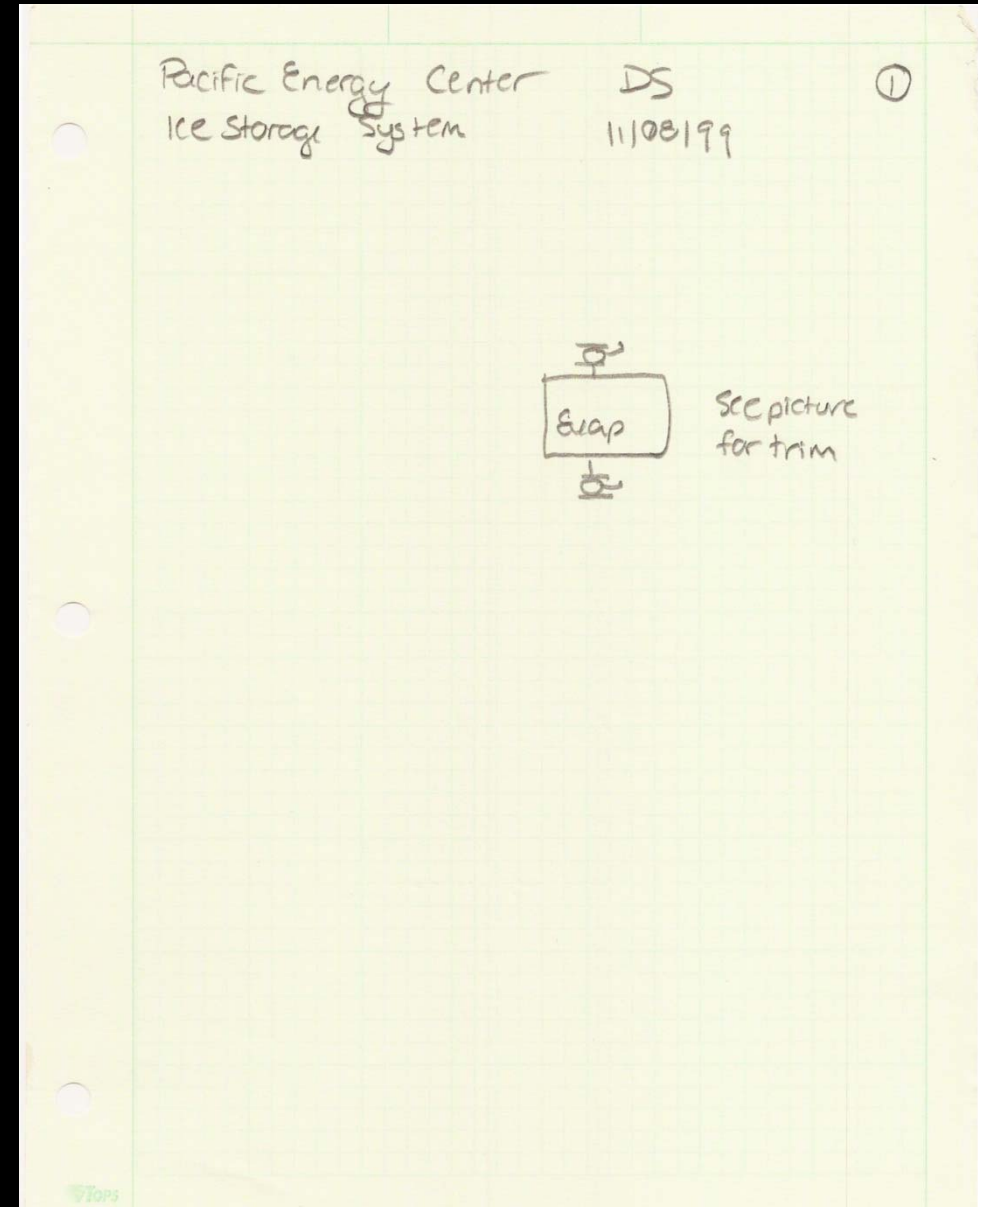 Pacific Energy Center DS ①
Ice Storage System 11/08/99
Evap
See picture
for trim
TOPS